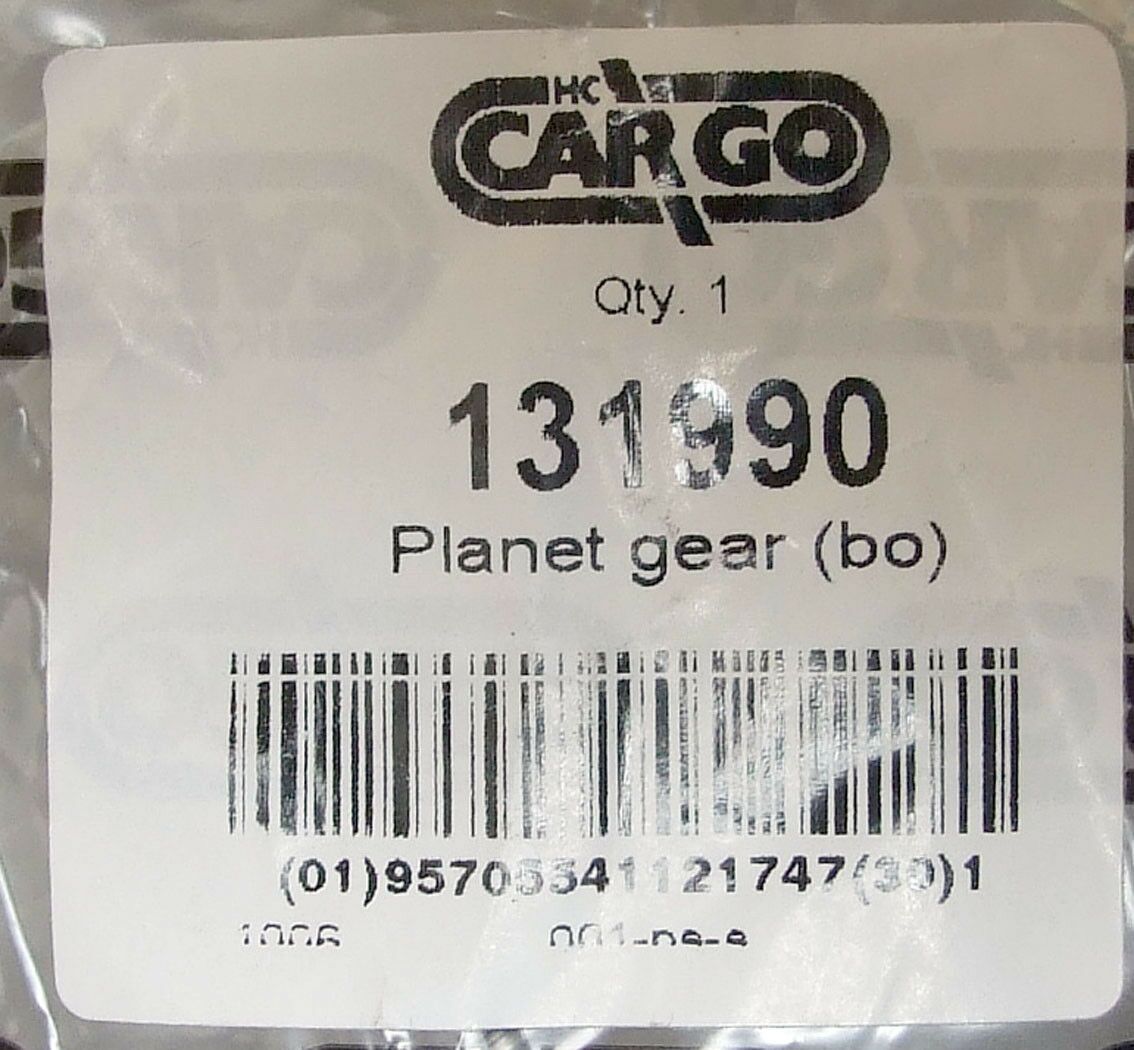 HC
CARGO
Qty. 1
131990
Planet gear (bo)
(01)95705541121747(30)1